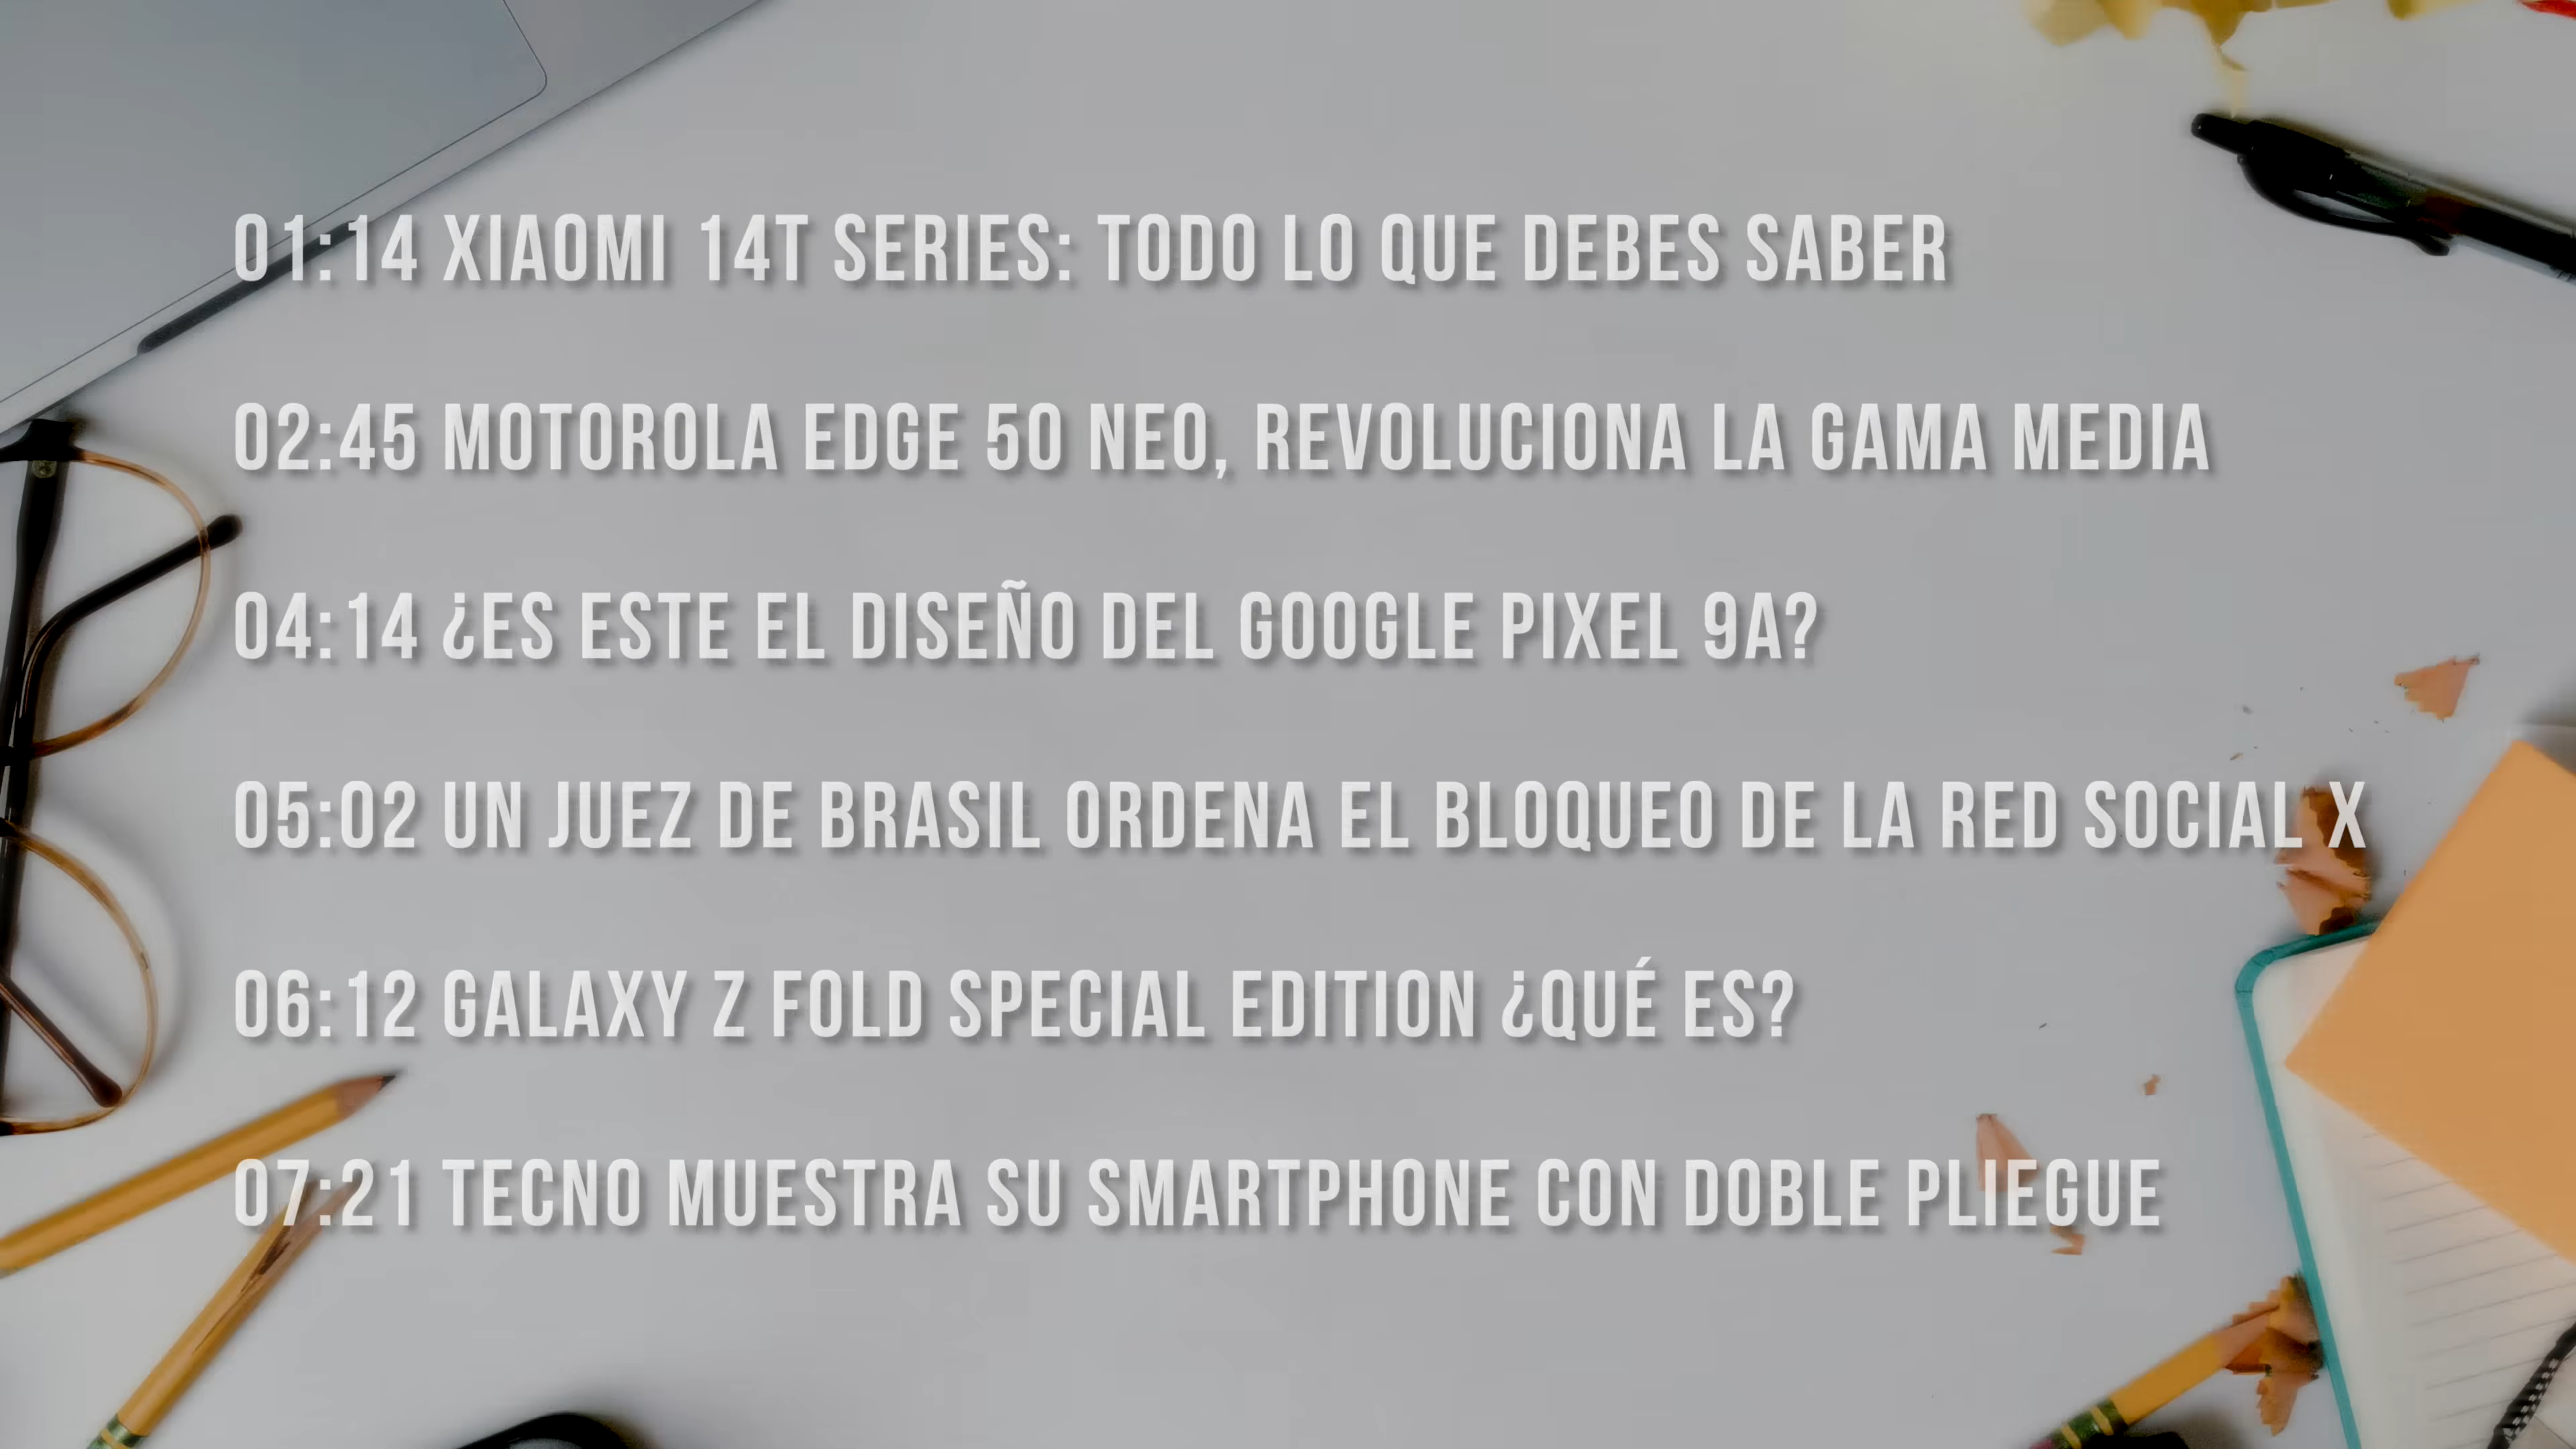 01:14 XIAOMI 14T SERIES: TODO LO QUE DEBES SABER
02:45 MOTOROLA EDGE 50 NEO, REVOLUCIONA LA GAMA MEDIA
04:14 ¿ES ESTE EL DISEÑO DEL GOOGLE PIXEL 9A?
05:02 UN JUEZ DE BRASIL ORDENA EL BLOQUEO DE LA RED SOCIAL X
06:12 GALAXY Z FOLD SPECIAL EDITION ¿QUÉ ES?
07:21 TECNO MUESTRA SU SMARTPHONE CON DOBLE PLIEGUE